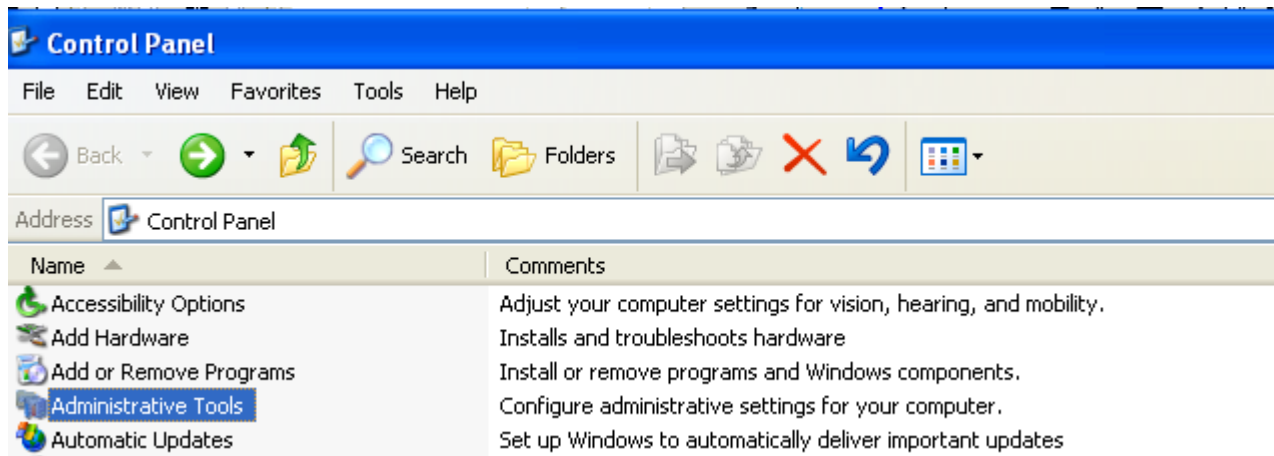 Control Panel
File Edit View Favorites Tools Help
Back Search Folders
Address Control Panel
Name Comments
Accessibility Options Adjust your computer settings for vision, hearing, and mobility.
Add Hardware Installs and troubleshoots hardware
Add or Remove Programs Install or remove programs and Windows components.
Administrative Tools Configure administrative settings for your computer.
Automatic Updates Set up Windows to automatically deliver important updates